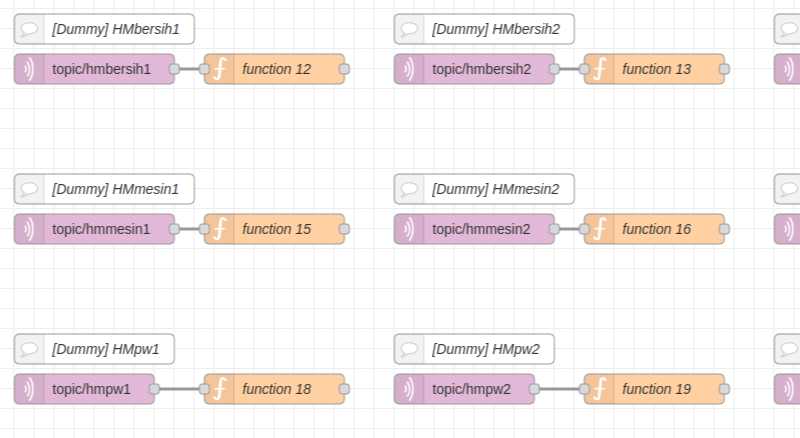 [Dummy] HMbersih1
[Dummy] HMbersih2
topic/hmbersih1
function 12
topic/hmbersih2
function 13
[Dummy] HMmesin1
[Dummy] HMmesin2
topic/hmmesin1
function 15
topic/hmmesin2
function 16
[Dummy] HMpw1
[Dummy] HMpw2
topic/hmpw1
function 18
topic/hmpw2
function 19